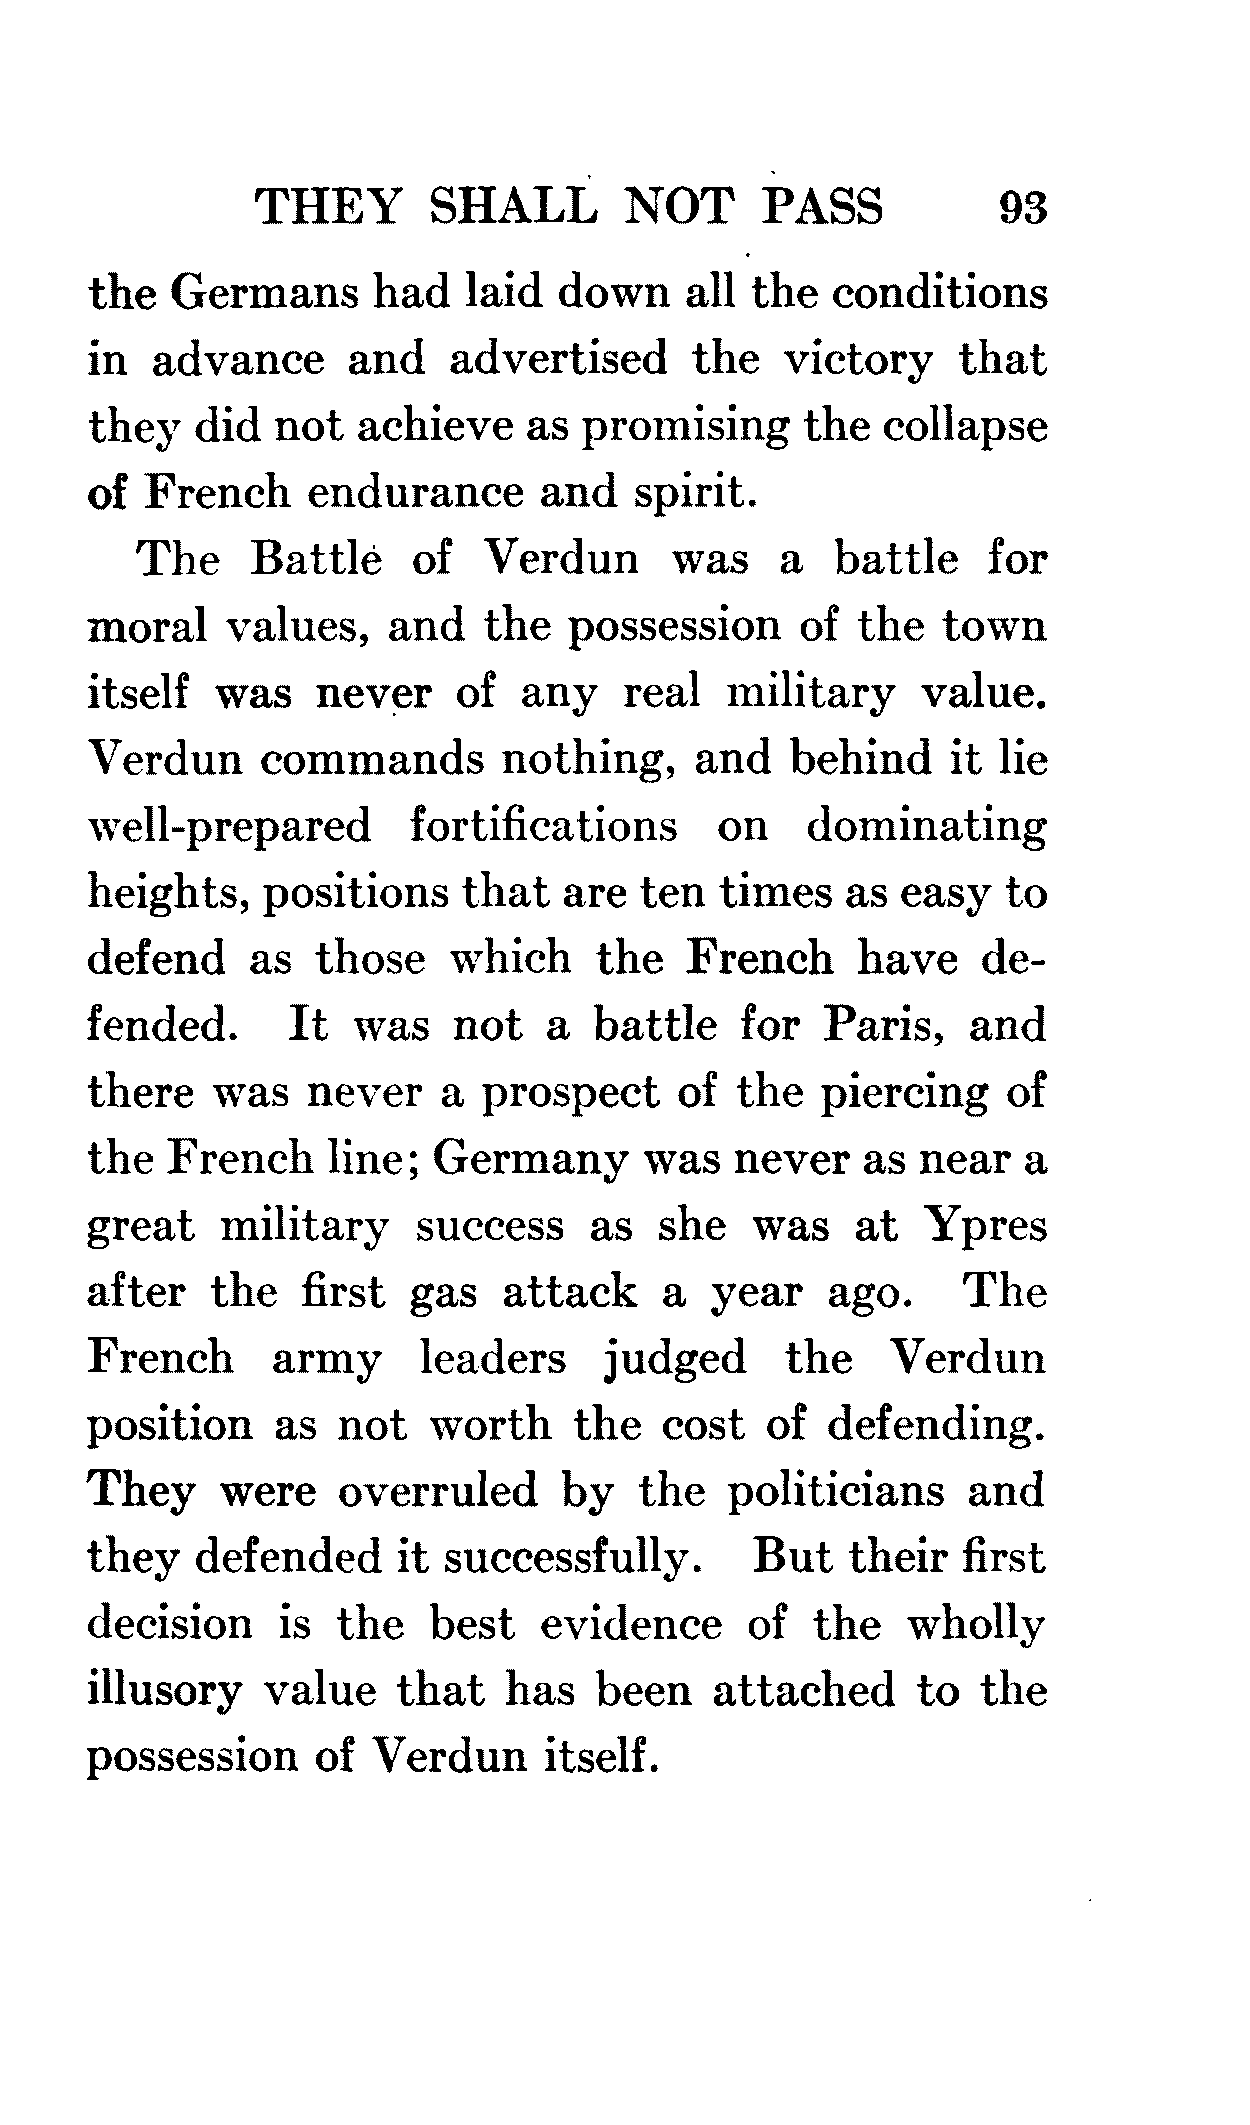 THEY SHALL NOT PASS 93
the Germans had laid down all the conditions
in advance and advertised the victory that
they did not achieve as promising the collapse
of French endurance and spirit.
The Battle of Verdun was a battle for
moral values, and the possession of the town
itself was never of any real military value.
Verdun commands nothing, and behind it lie
well-prepared fortifications on dominating
heights, positions that are ten times as easy to
defend as those which the French have de-
fended. It was not a battle for Paris, and
there was never a prospect of the piercing of
the French line; Germany was never as near a
great military success as she was at Ypres
after the first gas attack a year ago. The
French army leaders judged the Verdun
position as not worth the cost of defending.
They were overruled by the politicians and
they defended it successfully. But their first
decision is the best evidence of the wholly
illusory value that has been attached to the
possession of Verdun itself.